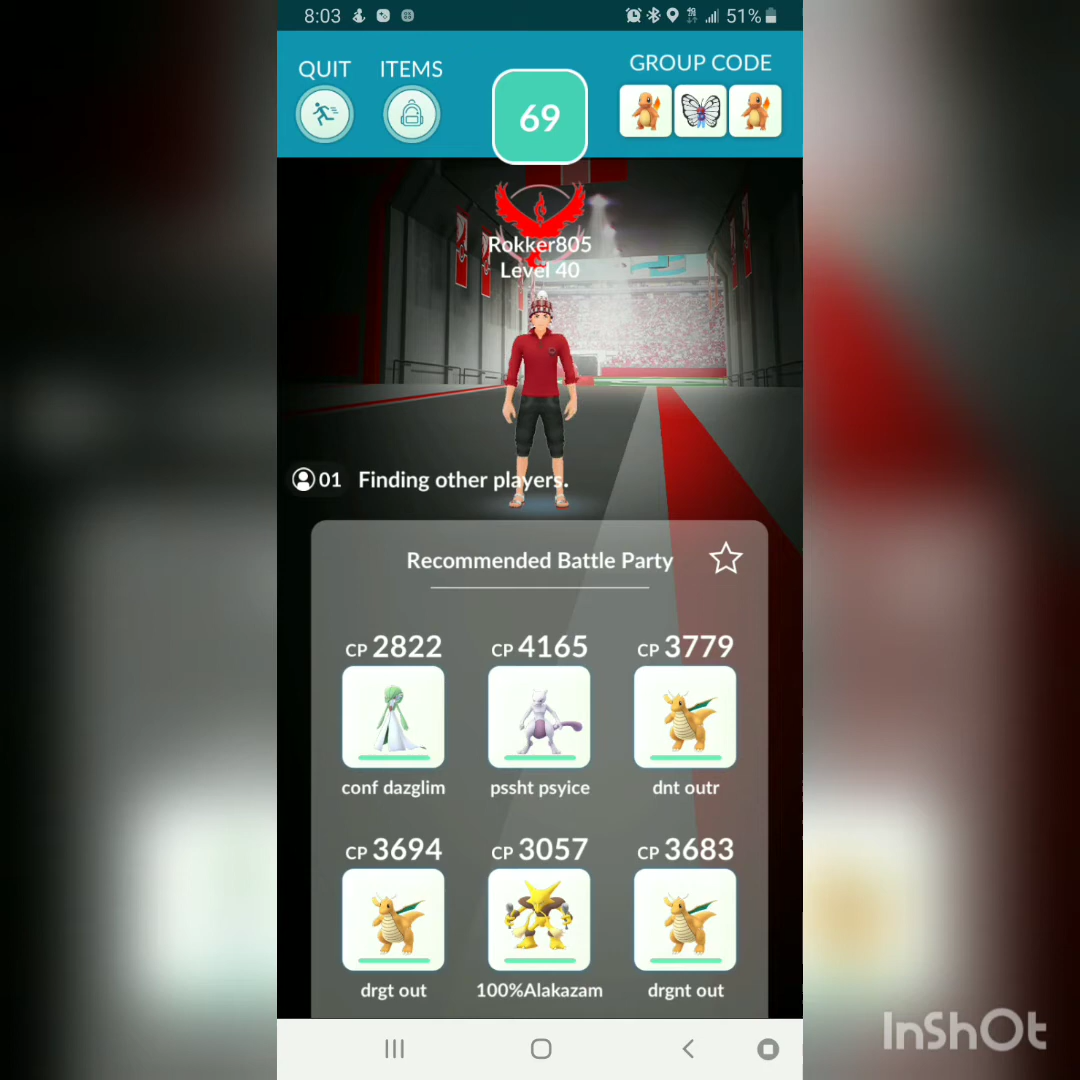 8:03
4G
51%
QUIT
ITEMS
69
GROUP CODE
Rokker805
Level 40
01 Finding other players.
Recommended Battle Party
CP 2822
CP 4165
CP 3779
conf dazglim
pssht psyice
dnt outr
CP 3694
CP 3057
CP 3683
drgt out
100%Alakazam
drgnt out
InShOt